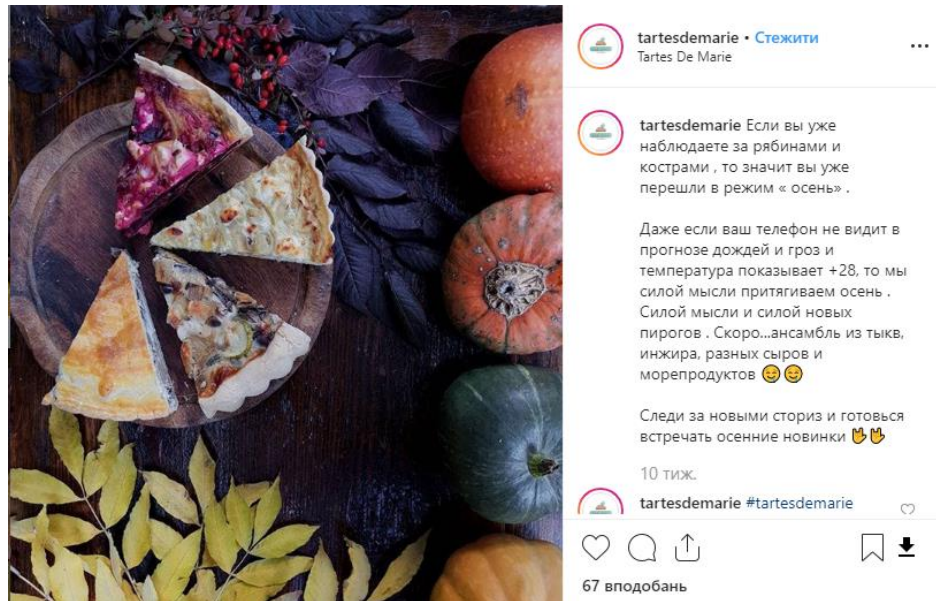 tartesdemarie • Стежити
Tartes De Marie
tartesdemarie Если вы уже
наблюдаете за рябинами и
кострами , то значит вы уже
перешли в режим « осень» .
Даже если ваш телефон не видит в
прогнозе дождей и гроз и
температура показывает +28, то мы
силой мысли притягиваем осень .
Силой мысли и силой новых
пирогов . Скоро...ансамбль из тыкв,
инжира, разных сыров и
морепродуктов 😊😊
Следи за новыми сториз и готовься
встречать осенние новинки 🤘🤘
10 тиж.
tartesdemarie #tartesdemarie
67 вподобань